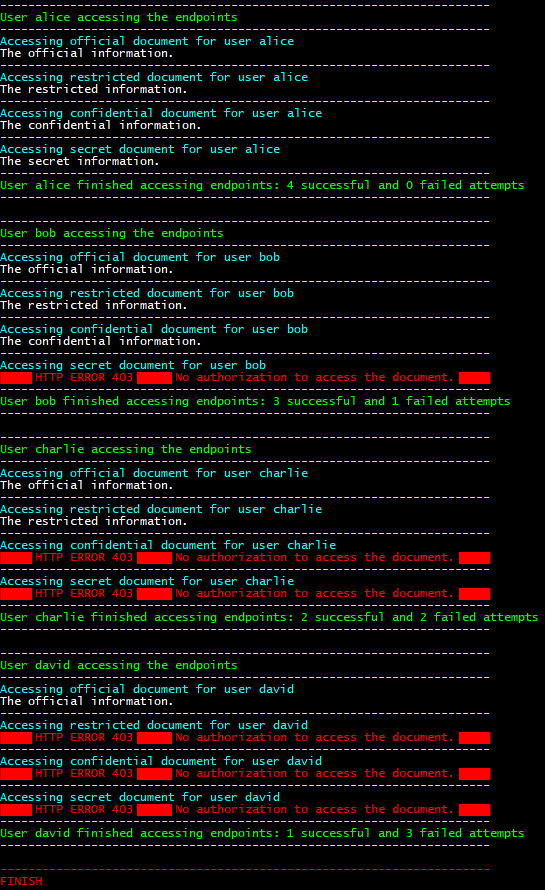 ----------------------------------------------------------------------
User alice accessing the endpoints
----------------------------------------------------------------------
Accessing official document for user alice
The official information.
----------------------------------------------------------------------
Accessing restricted document for user alice
The restricted information.
----------------------------------------------------------------------
Accessing confidential document for user alice
The confidential information.
----------------------------------------------------------------------
Accessing secret document for user alice
The secret information.
----------------------------------------------------------------------
User alice finished accessing endpoints: 4 successful and 0 failed attempts
----------------------------------------------------------------------
----------------------------------------------------------------------
User bob accessing the endpoints
----------------------------------------------------------------------
Accessing official document for user bob
The official information.
----------------------------------------------------------------------
Accessing restricted document for user bob
The restricted information.
----------------------------------------------------------------------
Accessing confidential document for user bob
The confidential information.
----------------------------------------------------------------------
Accessing secret document for user bob
HTTP ERROR 403 No authorization to access the document.
----------------------------------------------------------------------
User bob finished accessing endpoints: 3 successful and 1 failed attempts
----------------------------------------------------------------------
----------------------------------------------------------------------
User charlie accessing the endpoints
----------------------------------------------------------------------
Accessing official document for user charlie
The official information.
----------------------------------------------------------------------
Accessing restricted document for user charlie
The restricted information.
----------------------------------------------------------------------
Accessing confidential document for user charlie
HTTP ERROR 403 No authorization to access the document.
----------------------------------------------------------------------
Accessing secret document for user charlie
HTTP ERROR 403 No authorization to access the document.
----------------------------------------------------------------------
User charlie finished accessing endpoints: 2 successful and 2 failed attempts
----------------------------------------------------------------------
----------------------------------------------------------------------
User david accessing the endpoints
----------------------------------------------------------------------
Accessing official document for user david
The official information.
----------------------------------------------------------------------
Accessing restricted document for user david
HTTP ERROR 403 No authorization to access the document.
----------------------------------------------------------------------
Accessing confidential document for user david
HTTP ERROR 403 No authorization to access the document.
----------------------------------------------------------------------
Accessing secret document for user david
HTTP ERROR 403 No authorization to access the document.
----------------------------------------------------------------------
User david finished accessing endpoints: 1 successful and 3 failed attempts
----------------------------------------------------------------------
----------------------------------------------------------------------
FINISH